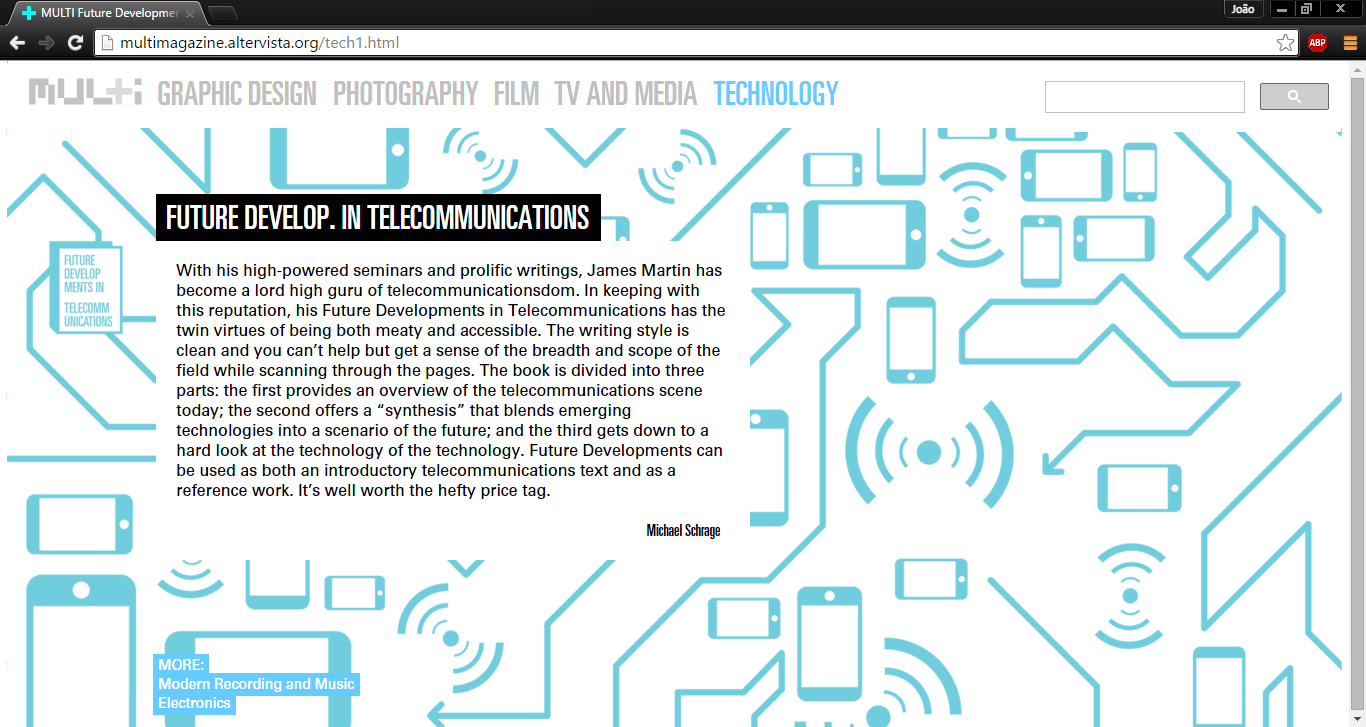 MULTI Future Developmen
João
multimagazine.altervista.org/tech1.html
ABP
multi GRAPHIC DESIGN PHOTOGRAPHY FILM TV AND MEDIA TECHNOLOGY
FUTURE DEVELOP. IN TELECOMMUNICATIONS
FUTURE
DEVELOP
MENTS IN
TELECOMM
UNICATIONS
With his high-powered seminars and prolific writings, James Martin has
become a lord high guru of telecommunicationsdom. In keeping with
this reputation, his Future Developments in Telecommunications has the
twin virtues of being both meaty and accessible. The writing style is
clean and you can’t help but get a sense of the breadth and scope of the
field while scanning through the pages. The book is divided into three
parts: the first provides an overview of the telecommunications scene
today; the second offers a “synthesis” that blends emerging
technologies into a scenario of the future; and the third gets down to a
hard look at the technology of the technology. Future Developments can
be used as both an introductory telecommunications text and as a
reference work. It’s well worth the hefty price tag.
Michael Schrage
MORE:
Modern Recording and Music
Electronics